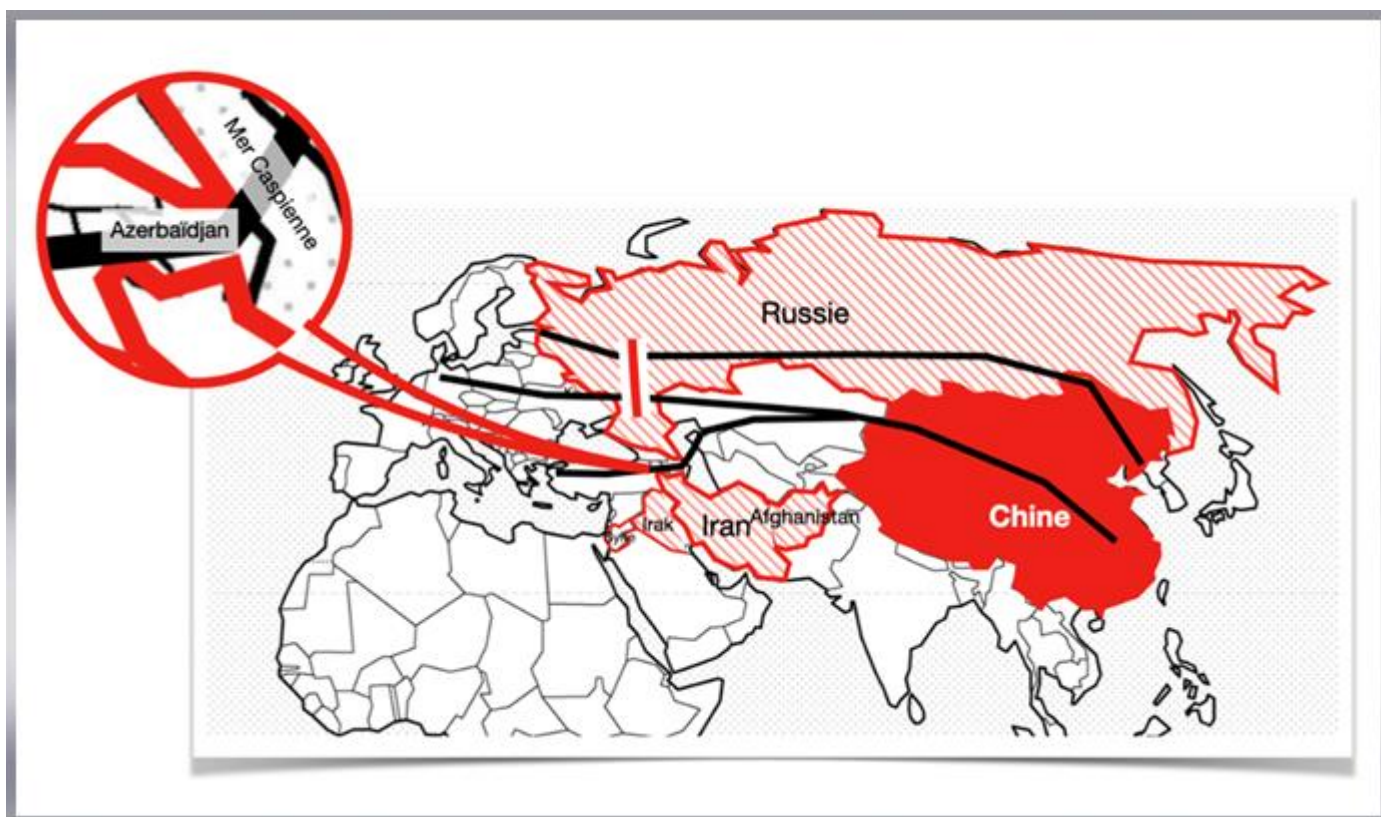 Mer Caspienne
Azerbaïdjan
Russie
Irak
Iran
Afghanistan
Chine